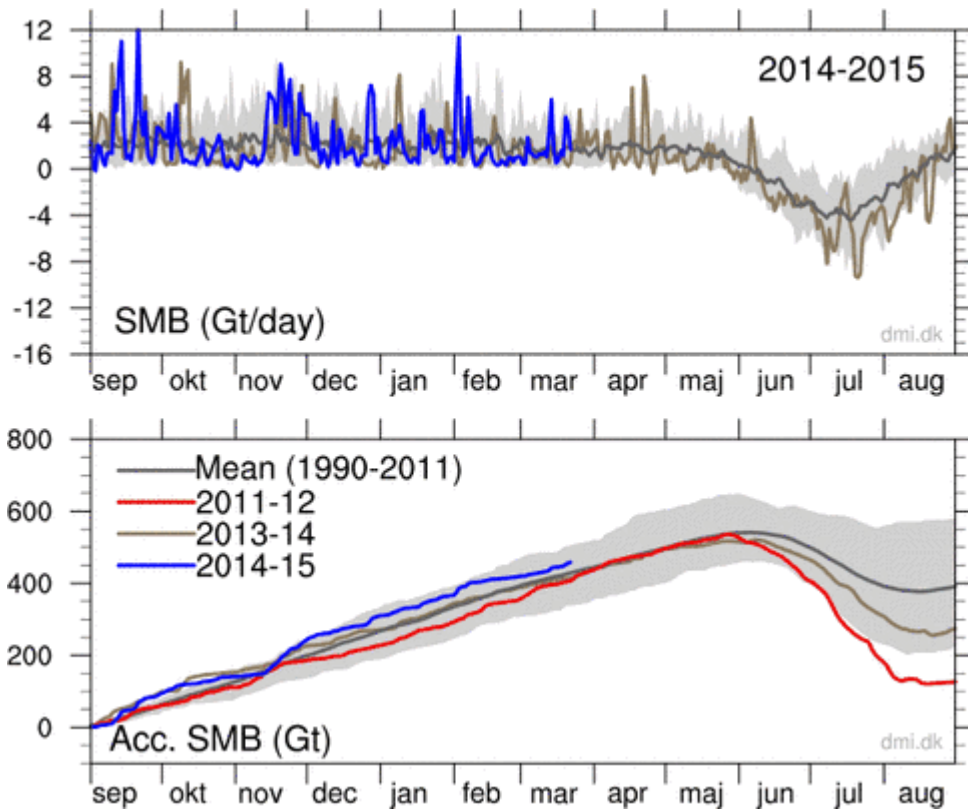 12
8
4
0
-4
-8
-12
-16
2014-2015
SMB (Gt/day)
dmi.dk
sep okt nov dec jan feb mar apr maj jun jul aug
800
600
400
200
0
Mean (1990-2011)
2011-12
2013-14
2014-15
Acc. SMB (Gt)
dmi.dk
sep okt nov dec jan feb mar apr maj jun jul aug